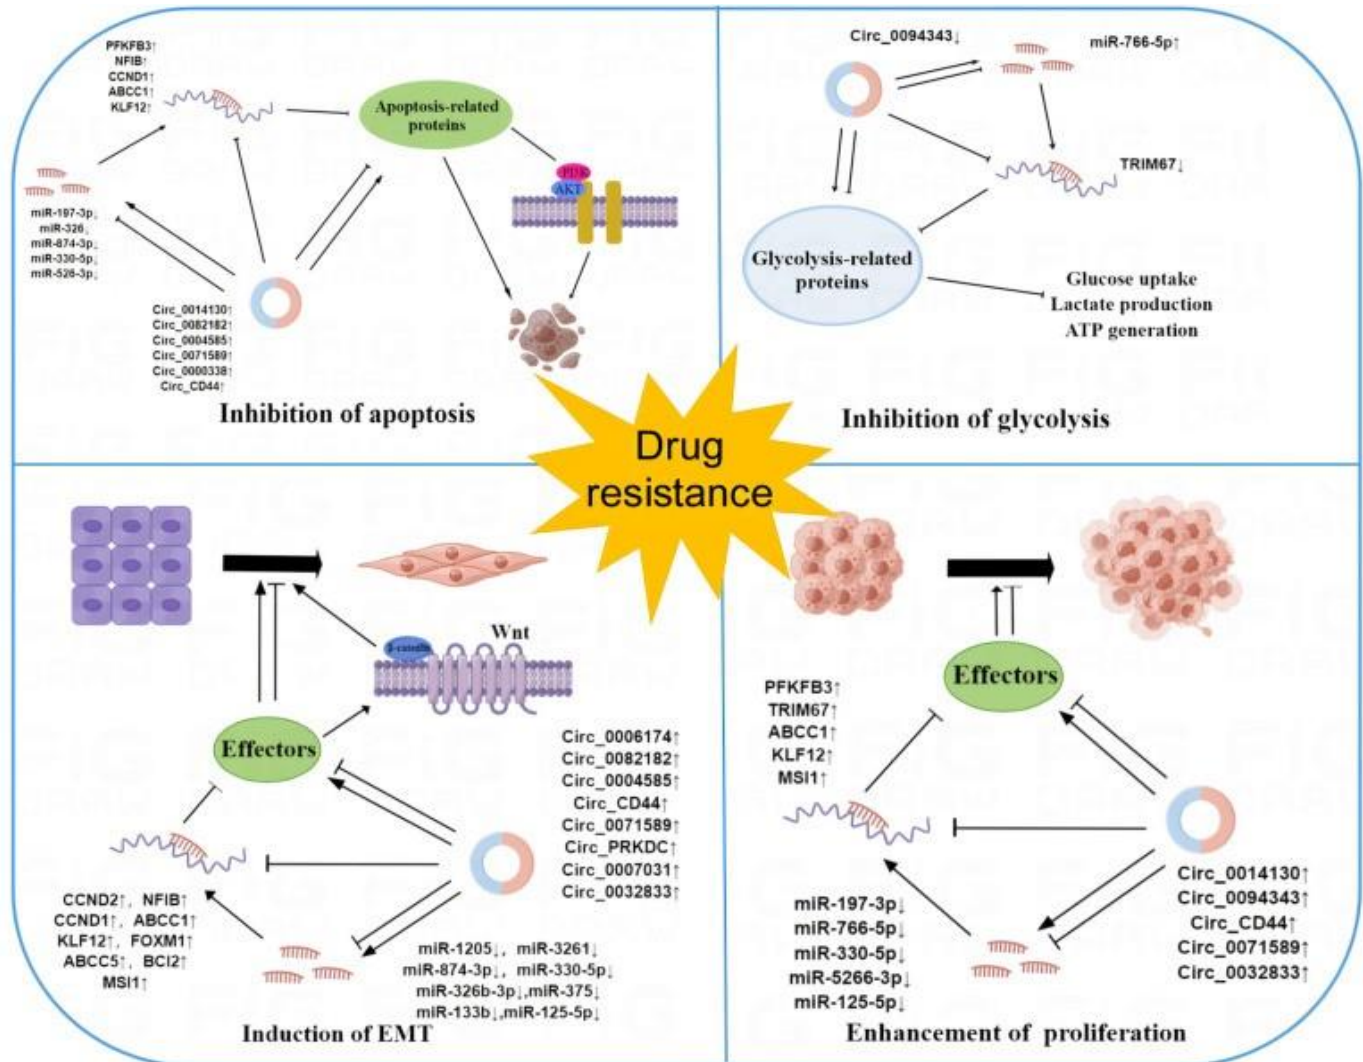 PFKFB3↑
NFIB↑
CCND1↑
ABCC1↑
KLF12↑
Apoptosis-related
proteins
PDK
AKT
miR-197-3p↓
miR-326↓
miR-874-3p↓
miR-330-5p↓
miR-526-3p↓
Circ_0014130↑
Circ_0082182↑
Circ_0004585↑
Circ_0071589↑
Circ_0000338↑
Circ_CD44↑
Inhibition of apoptosis
Circ_0094343↓
miR-766-5p↑
TRIM67↓
Glycolysis-related
proteins
Glucose uptake
Lactate production
ATP generation
Inhibition of glycolysis
Drug
resistance
β-catenin
Wnt
Effectors
Circ_0006174↑
Circ_0082182↑
Circ_0004585↑
Circ_CD44↑
Circ_0071589↑
Circ_PRKDC↑
Circ_0007031↑
Circ_0032833↑
CCND2↑, NFIB↑
CCND1↑, ABCC1↑
KLF12↑, FOXM1↑
ABCC5↑, BCl2↑
MSI1↑
miR-1205↓, miR-3261↓
miR-874-3p↓, miR-330-5p↓
miR-326b-3p↓,miR-375↓
miR-133b↓,miR-125-5p↓
Induction of EMT
Effectors
PFKFB3↑
TRIM67↑
ABCC1↑
KLF12↑
MSI1↑
miR-197-3p↓
miR-766-5p↓
miR-330-5p↓
miR-5266-3p↓
miR-125-5p↓
Circ_0014130↑
Circ_0094343↑
Circ_CD44↑
Circ_0071589↑
Circ_0032833↑
Enhancement of proliferation